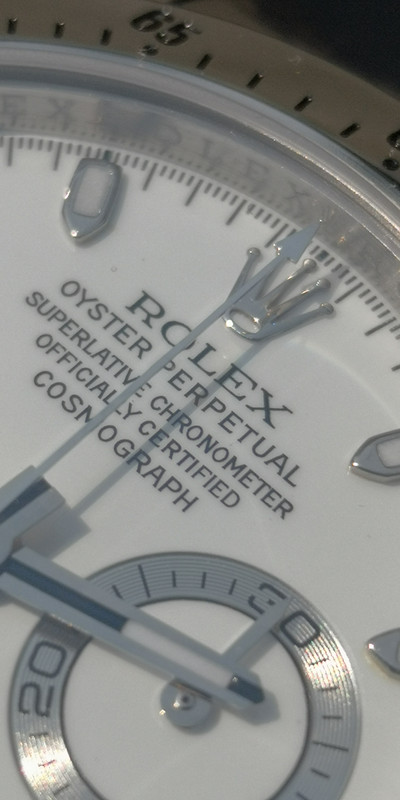 65
ROLEX
OYSTER PERPETUAL
SUPERLATIVE CHRONOMETER
OFFICIALLY CERTIFIED
COSMOGRAPH
30
20